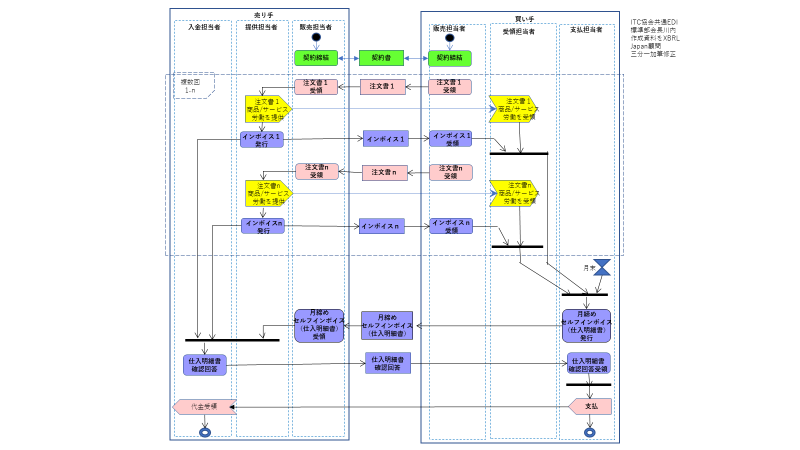 売り手
買い手
入金担当者
提供担当者
販売担当者
販売担当者
受領担当者
支払担当者
ITC協会共通EDI
標準部会長川内
作成資料をXBRL
Japan顧問
三分一加筆修正
契約締結
契約書
契約締結
複数回
1-n
注文書1
受領
注文書1
注文書1
受領
注文書1
商品/サービス
労働を提供
注文書1
商品/サービス
労働を受領
インボイス1
発行
インボイス1
インボイス1
受領
注文書n
受領
注文書n
注文書n
受領
注文書n
商品/サービス
労働を提供
注文書n
商品/サービス
労働を受領
インボイスn
発行
インボイスn
インボイスn
受領
月末
月締め
セルフインボイス
(仕入明細書)
受領
月締め
セルフインボイス
(仕入明細書)
月締め
セルフインボイス
(仕入明細書)
発行
仕入明細書
確認回答
仕入明細書
確認回答
仕入明細書
確認回答受領
代金受領
支払